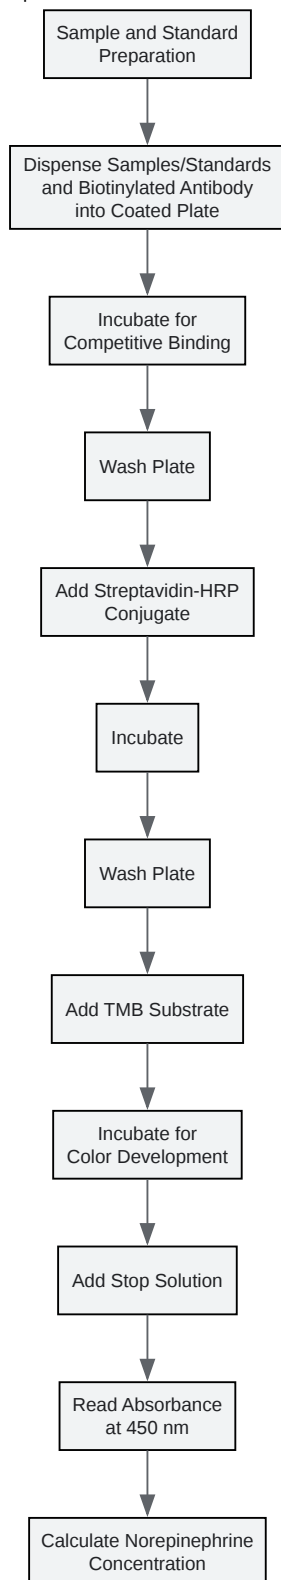 Sample and Standard
Preparation
Dispense Samples/Standards
and Biotinylated Antibody
into Coated Plate
Incubate for
Competitive Binding
Wash Plate
Add Streptavidin-HRP
Conjugate
Incubate
Wash Plate
Add TMB Substrate
Incubate for
Color Development
Add Stop Solution
Read Absorbance
at 450 nm
Calculate Norepinephrine
Concentration